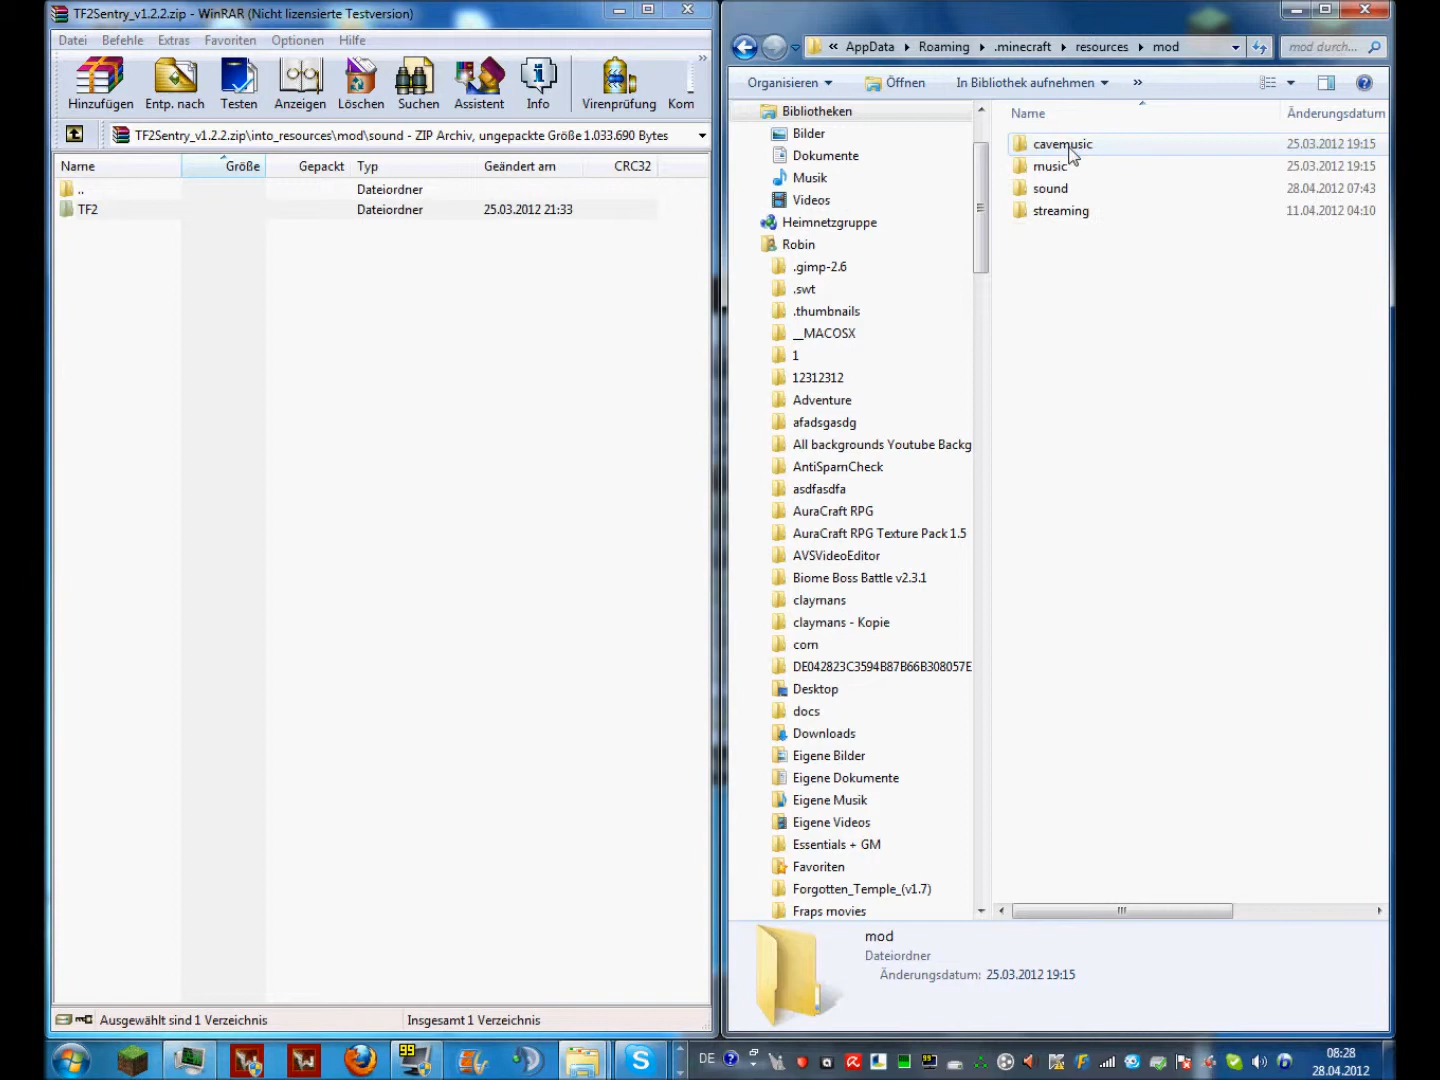 TF2Sentry_v1.2.2.zip - WinRAR (Nicht lizensierte Testversion)
Datei Befehle Extras Favoriten Optionen Hilfe
Hinzufügen Entp. nach Testen Anzeigen Löschen Suchen Assistent Info Virenprüfung Kom
TF2Sentry_v1.2.2.zip\into_resources\mod\sound - ZIP Archiv, ungepackte Größe 1.033.690 Bytes
Name Größe Gepackt Typ Geändert am CRC32
.. Dateiordner
TF2 Dateiordner 25.03.2012 21:33
Ausgewählt sind 1 Verzeichnis Insgesamt 1 Verzeichnis
« AppData Roaming .minecraft resources mod mod durch...
Organisieren Öffnen In Bibliothek aufnehmen »
Bibliotheken
Bilder
Dokumente
Musik
Videos
Heimnetzgruppe
Robin
.gimp-2.6
.swt
.thumbnails
__MACOSX
1
12312312
Adventure
afadsgasdg
All backgrounds Youtube Backg
AntiSpamCheck
asdfasdfa
AuraCraft RPG
AuraCraft RPG Texture Pack 1.5
AVSVideoEditor
Biome Boss Battle v2.3.1
claymans
claymans - Kopie
corn
DE042823C3594B87B66B308057E
Desktop
docs
Downloads
Eigene Bilder
Eigene Dokumente
Eigene Musik
Eigene Videos
Essentials + GM
Favoriten
Forgotten_Temple_(v1.7)
Fraps movies
Name Änderungsdatum
cavemusic 25.03.2012 19:15
music 25.03.2012 19:15
sound 28.04.2012 07:43
streaming 11.04.2012 04:10
mod
Dateiordner
Änderungsdatum: 25.03.2012 19:15
99
DE
08:28
28.04.2012